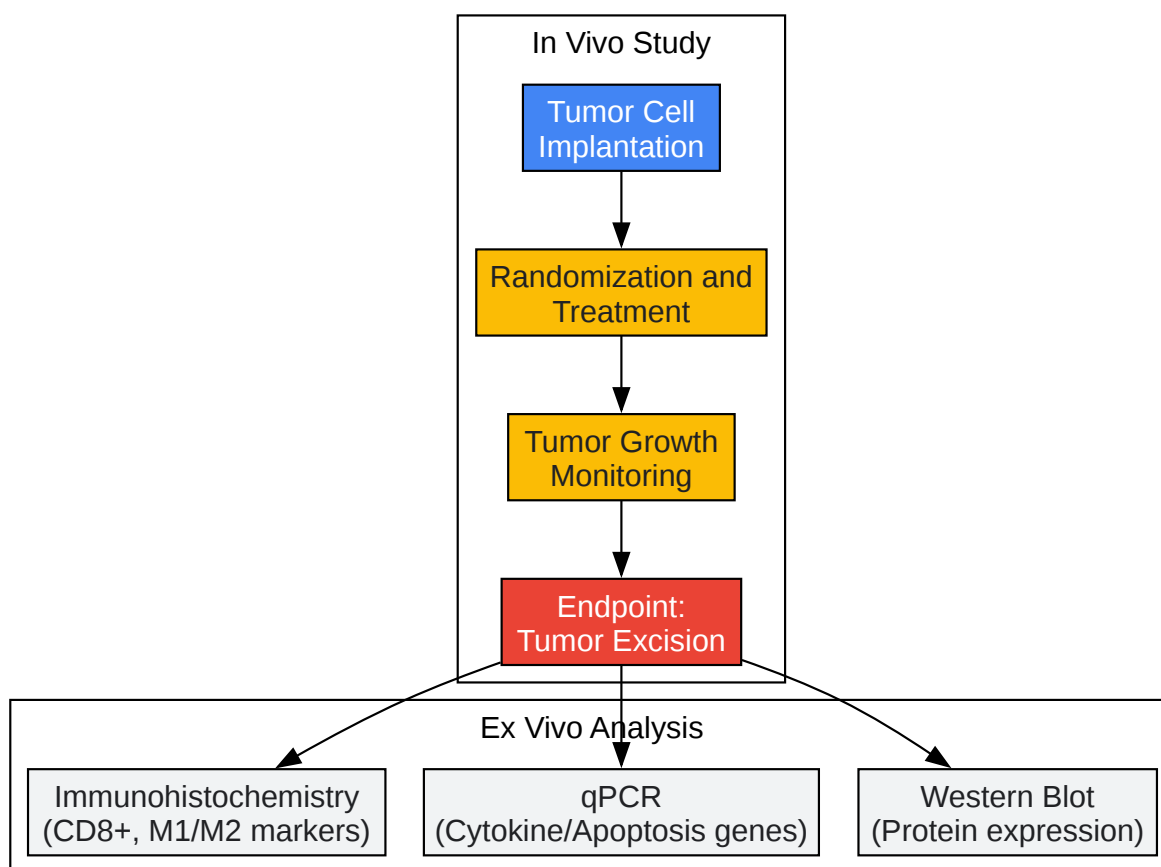 In Vivo Study
Tumor Cell
Implantation
Randomization and
Treatment
Tumor Growth
Monitoring
Endpoint:
Tumor Excision
Ex Vivo Analysis
Immunohistochemistry
(CD8+, M1/M2 markers)
qPCR
(Cytokine/Apoptosis genes)
Western Blot
(Protein expression)